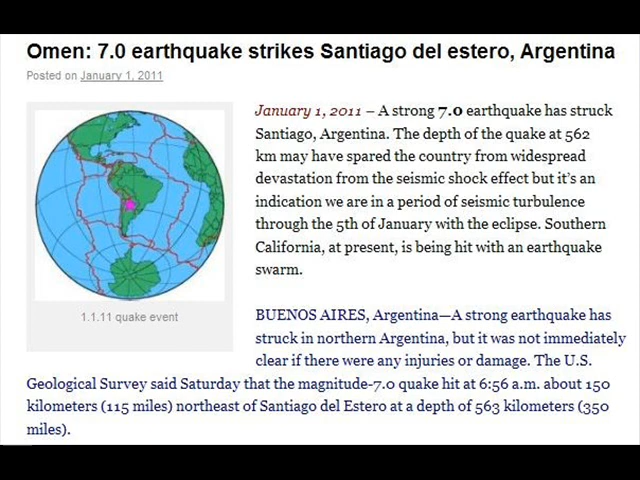 Omen: 7.0 earthquake strikes Santiago del estero, Argentina
Posted on January 1, 2011
January 1, 2011 – A strong 7.0 earthquake has struck
Santiago, Argentina. The depth of the quake at 562
km may have spared the country from widespread
devastation from the seismic shock effect but it's an
indication we are in a period of seismic turbulence
through the 5th of January with the eclipse. Southern
California, at present, is being hit with an earthquake
swarm.
1.1.11 quake event
BUENOS AIRES, Argentina—A strong earthquake has
struck in northern Argentina, but it was not immediately
clear if there were any injuries or damage. The U.S.
Geological Survey said Saturday that the magnitude-7.0 quake hit at 6:56 a.m. about 150
kilometers (115 miles) northeast of Santiago del Estero at a depth of 563 kilometers (350
miles).